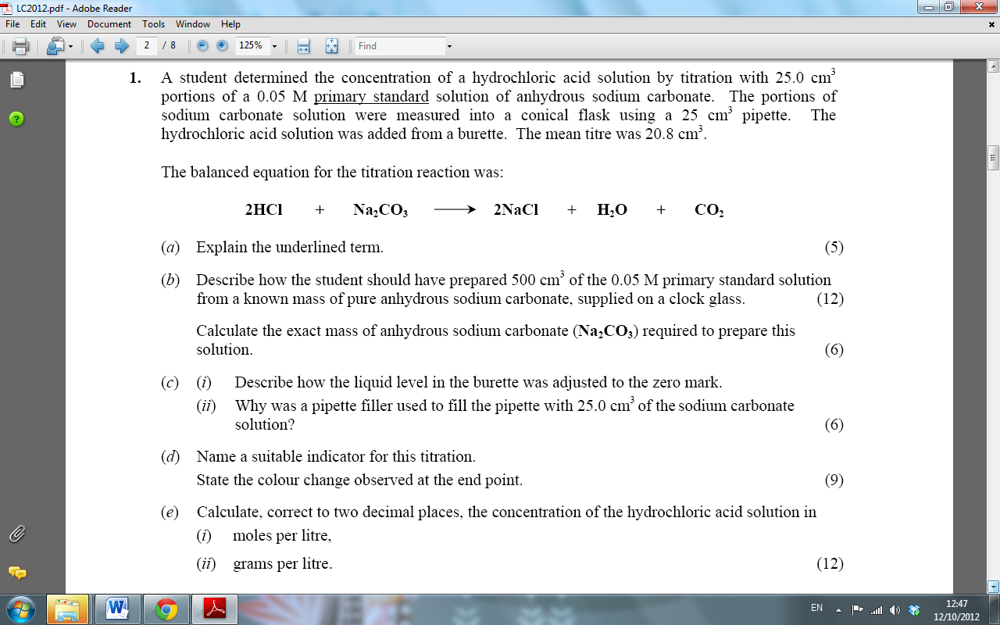 LC2012.pdf - Adobe Reader
File Edit View Document Tools Window Help
2 / 8 125% Find
1. A student determined the concentration of a hydrochloric acid solution by titration with 25.0 cm³
portions of a 0.05 M primary standard solution of anhydrous sodium carbonate. The portions of
sodium carbonate solution were measured into a conical flask using a 25 cm³ pipette. The
hydrochloric acid solution was added from a burette. The mean titre was 20.8 cm³.
The balanced equation for the titration reaction was:
2HCl + Na₂CO₃ ⟶ 2NaCl + H₂O + CO₂
(a) Explain the underlined term. (5)
(b) Describe how the student should have prepared 500 cm³ of the 0.05 M primary standard solution
from a known mass of pure anhydrous sodium carbonate, supplied on a clock glass. (12)
Calculate the exact mass of anhydrous sodium carbonate (Na₂CO₃) required to prepare this
solution. (6)
(c) (i) Describe how the liquid level in the burette was adjusted to the zero mark.
(ii) Why was a pipette filler used to fill the pipette with 25.0 cm³ of the sodium carbonate
solution? (6)
(d) Name a suitable indicator for this titration.
State the colour change observed at the end point. (9)
(e) Calculate, correct to two decimal places, the concentration of the hydrochloric acid solution in
(i) moles per litre,
(ii) grams per litre. (12)
EN 12:47
12/10/2012